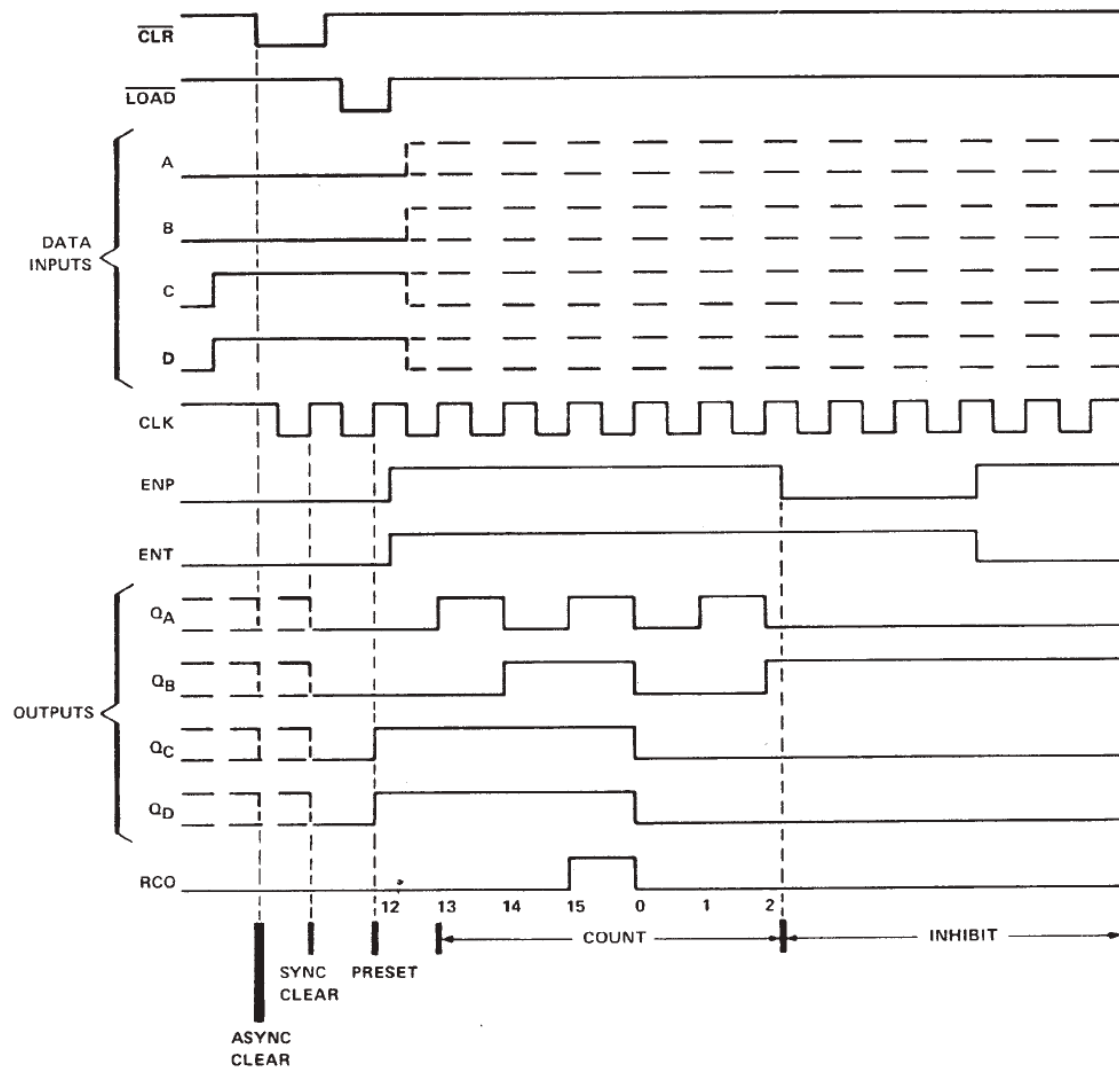 CLR
LOAD
A
B
DATA
INPUTS
C
D
CLK
ENP
ENT
QA
QB
OUTPUTS
QC
QD
RCO
12 13 14 15 0 1 2
COUNT INHIBIT
SYNC PRESET
CLEAR
ASYNC
CLEAR